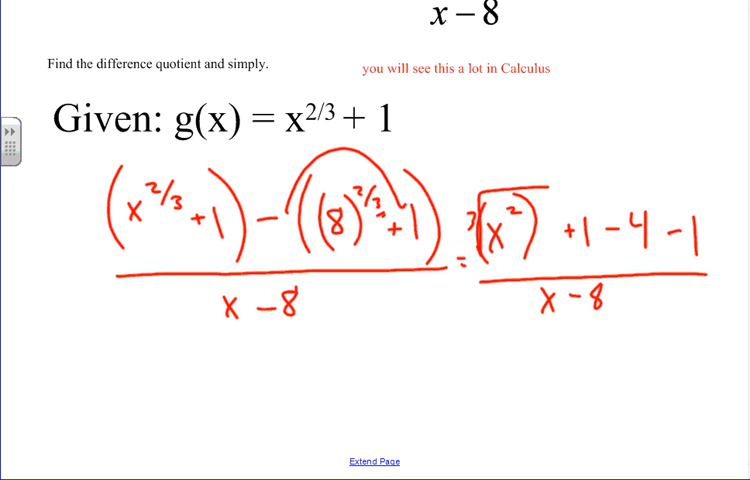 x − 8
Find the difference quotient and simply.
you will see this a lot in Calculus
Given: g(x) = x^{2/3} + 1
(x^{2/3} + 1) − ((8)^{2/3} + 1) / x − 8 = ∛(x^2) + 1 − 4 − 1 / x − 8
Extend Page